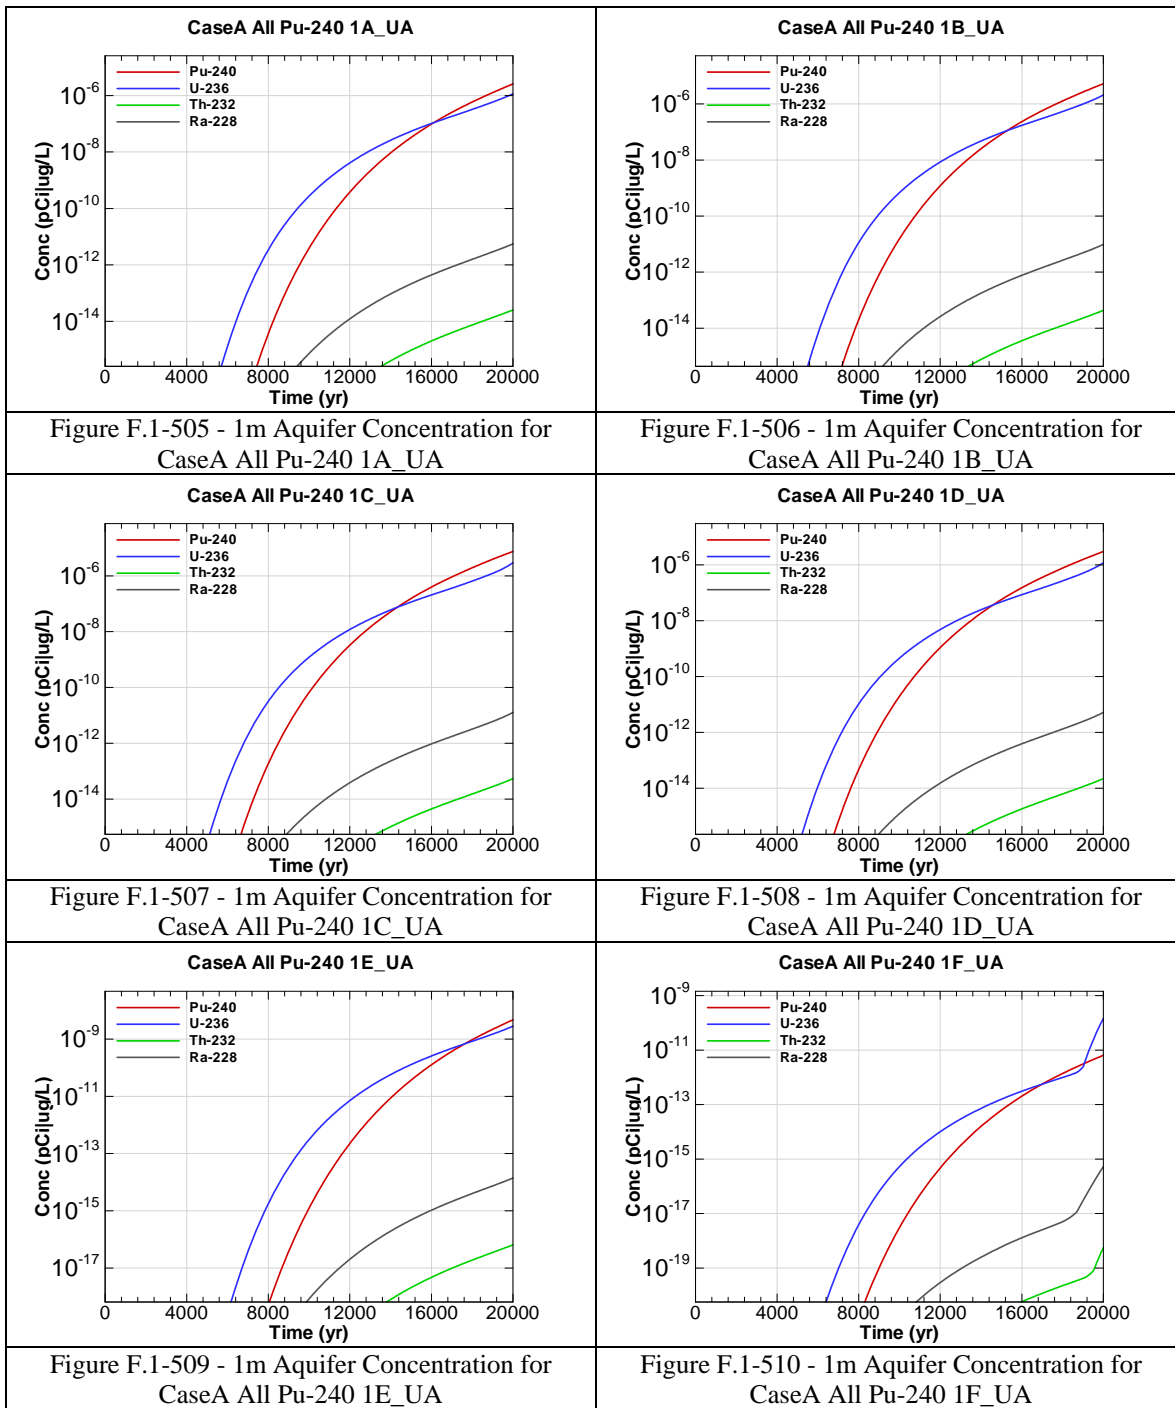 CaseA All Pu-240 1A_UA
Pu-240
U-236
Th-232
Ra-228
10^-6
10^-8
10^-10
10^-12
10^-14
Conc (pCi|ug/L)
0 4000 8000 12000 16000 20000
Time (yr)
Figure F.1-505 - 1m Aquifer Concentration for
CaseA All Pu-240 1A_UA
CaseA All Pu-240 1B_UA
Pu-240
U-236
Th-232
Ra-228
10^-6
10^-8
10^-10
10^-12
10^-14
Conc (pCi|ug/L)
0 4000 8000 12000 16000 20000
Time (yr)
Figure F.1-506 - 1m Aquifer Concentration for
CaseA All Pu-240 1B_UA
CaseA All Pu-240 1C_UA
Pu-240
U-236
Th-232
Ra-228
10^-6
10^-8
10^-10
10^-12
10^-14
Conc (pCi|ug/L)
0 4000 8000 12000 16000 20000
Time (yr)
Figure F.1-507 - 1m Aquifer Concentration for
CaseA All Pu-240 1C_UA
CaseA All Pu-240 1D_UA
Pu-240
U-236
Th-232
Ra-228
10^-6
10^-8
10^-10
10^-12
10^-14
Conc (pCi|ug/L)
0 4000 8000 12000 16000 20000
Time (yr)
Figure F.1-508 - 1m Aquifer Concentration for
CaseA All Pu-240 1D_UA
CaseA All Pu-240 1E_UA
Pu-240
U-236
Th-232
Ra-228
10^-9
10^-11
10^-13
10^-15
10^-17
Conc (pCi|ug/L)
0 4000 8000 12000 16000 20000
Time (yr)
Figure F.1-509 - 1m Aquifer Concentration for
CaseA All Pu-240 1E_UA
CaseA All Pu-240 1F_UA
Pu-240
U-236
Th-232
Ra-228
10^-9
10^-11
10^-13
10^-15
10^-17
10^-19
Conc (pCi|ug/L)
0 4000 8000 12000 16000 20000
Time (yr)
Figure F.1-510 - 1m Aquifer Concentration for
CaseA All Pu-240 1F_UA